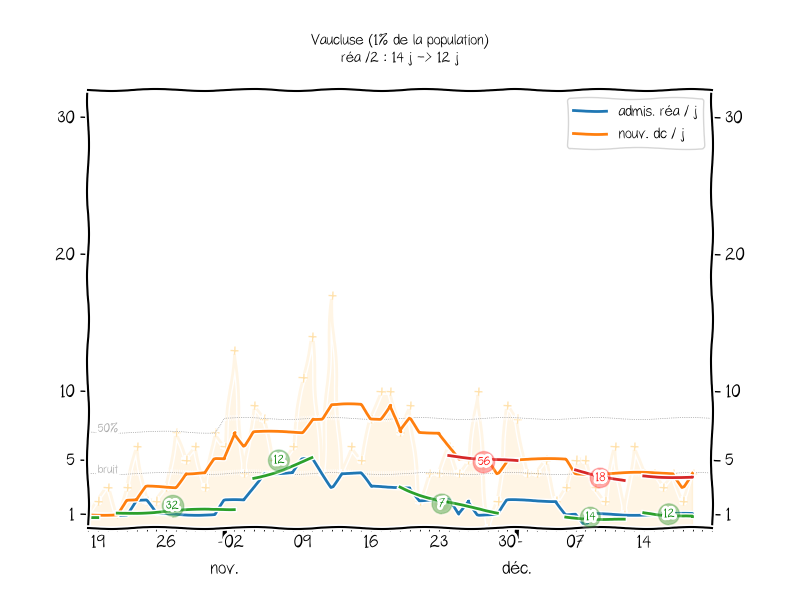 Vaucluse (1% de la population)
réa /2 : 14 j -> 12 j
admis. réa / j
nouv. dc / j
30 30
20 20
10 10
50%
5 5
bruit
1 1
12
56
18
32
7
14
12
19 26 02 09 16 23 30 07 14
nov. déc.